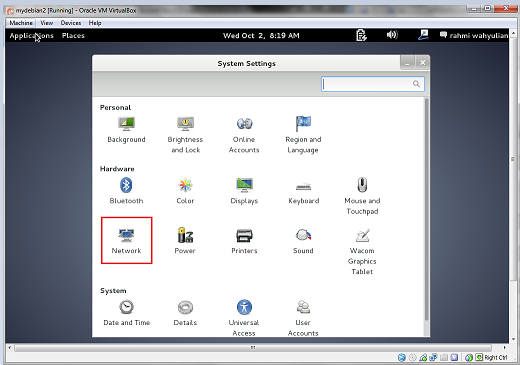 mydebian2 [Running] - Oracle VM VirtualBox
Machine View Devices Help
Applications Places Wed Oct 2, 8:19 AM rahmi wahyulian
System Settings
Personal
Background Brightness and Lock Online Accounts Region and Language
Hardware
Bluetooth Color Displays Keyboard Mouse and Touchpad
Network Power Printers Sound Wacom Graphics Tablet
System
Date and Time Details Universal Access User Accounts
Right Ctrl